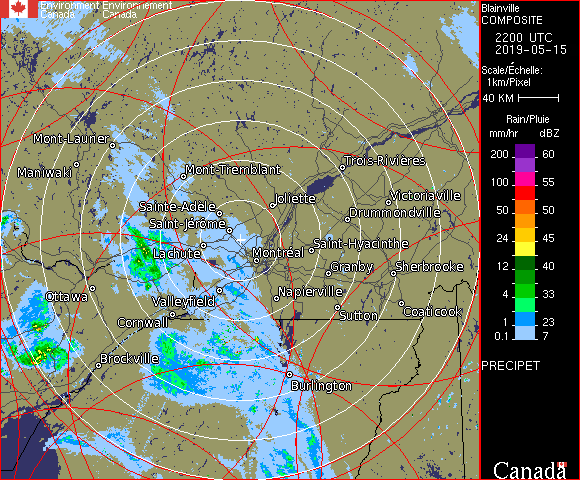 Environment Environnement
Canada Canada
Blainville
COMPOSITE
2200 UTC
2019-05-15
Scale/Échelle:
1km/Pixel
40 KM
Rain/Pluie
mm/hr dBZ
200 60
100 55
50 50
24 45
12 40
4 33
1 23
0.1 7
PRECIPET
Canada
Mont-Laurier
Maniwaki
Mont-Tremblant
Trois-Rivières
Sainte-Adèle
Joliette
Victoriaville
Saint-Jérôme
Drummondville
Lachute
Montréal
Saint-Hyacinthe
Granby
Sherbrooke
Ottawa
Valleyfield
Napierville
Cornwall
Sutton
Coaticook
Brockville
Burlington